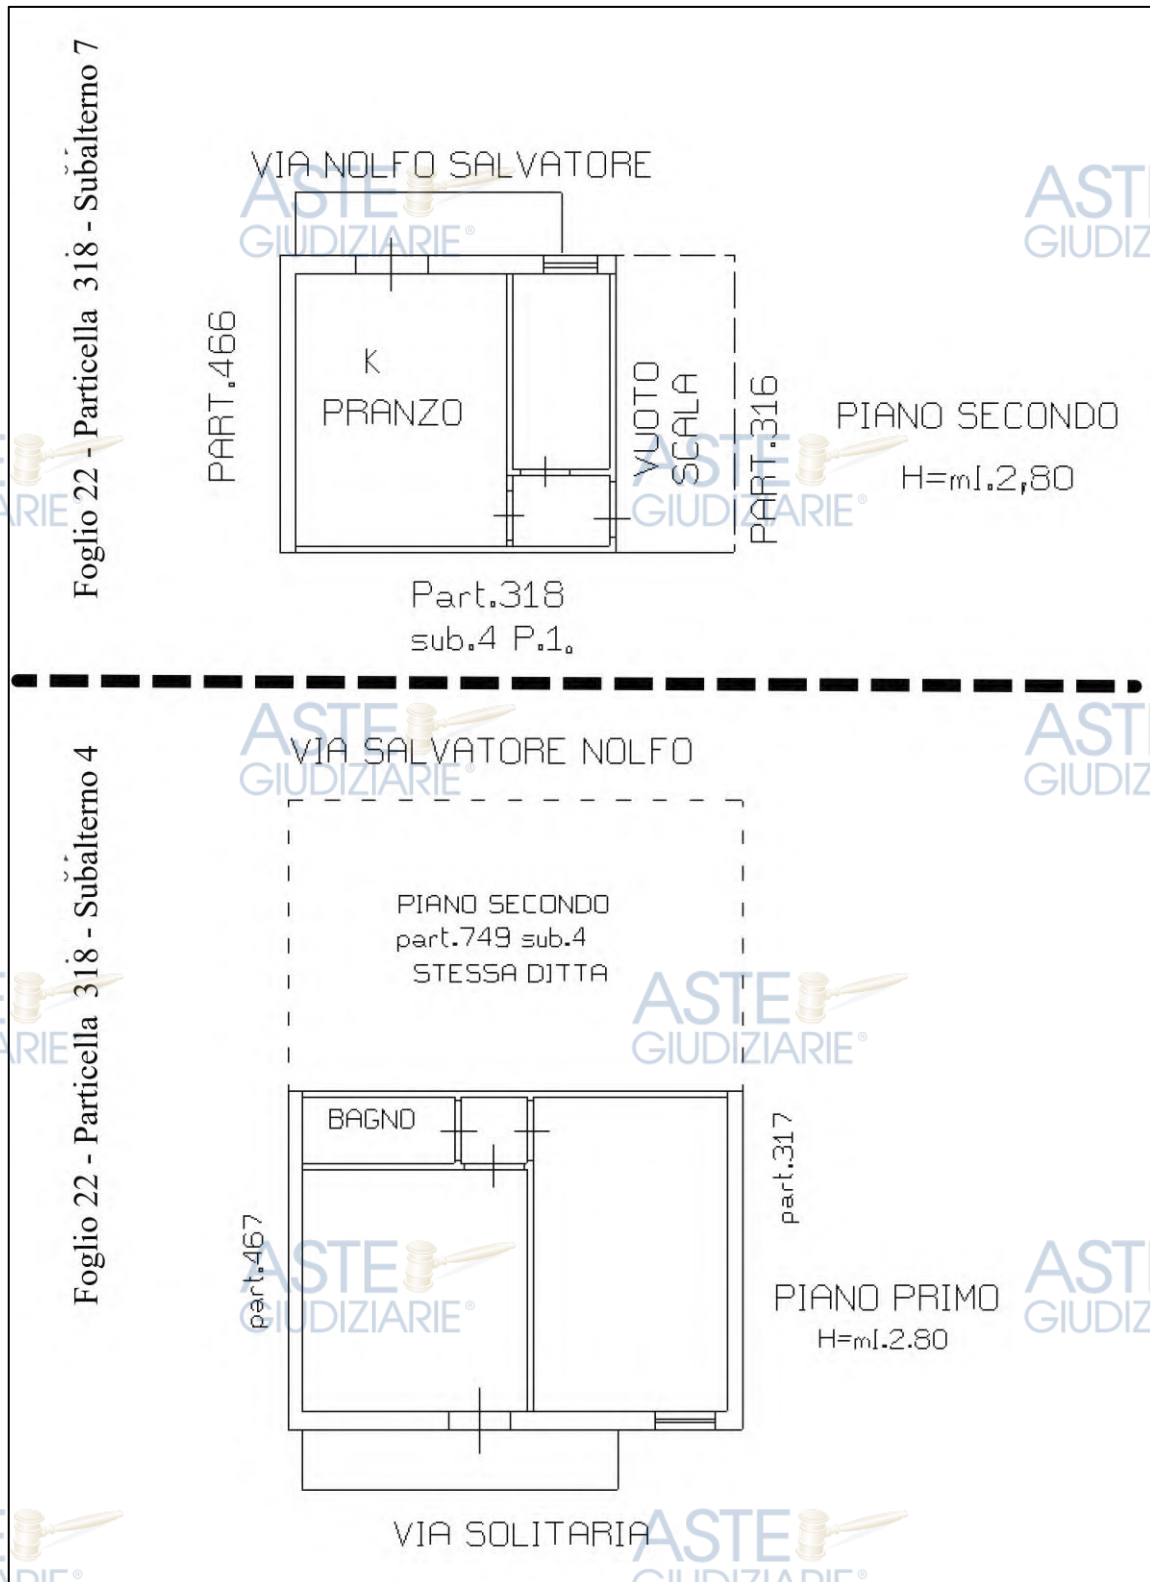 Foglio 22 - Particella 318 - Subalterno 7
VIA NOLFO SALVATORE
PART.466
K
PRANZO
VUOTO
SCALA
PART.316
PIANO SECONDO
H=ml.2,80
Part.318
sub.4 P.1.
Foglio 22 - Particella 318 - Subalterno 4
VIA SALVATORE NOLFO
PIANO SECONDO
part.749 sub.4
STESSA DITTA
BAGNO
part.317
part.467
PIANO PRIMO
H=ml.2.80
VIA SOLITARIA
ASTE
GIUDIZIARIE®